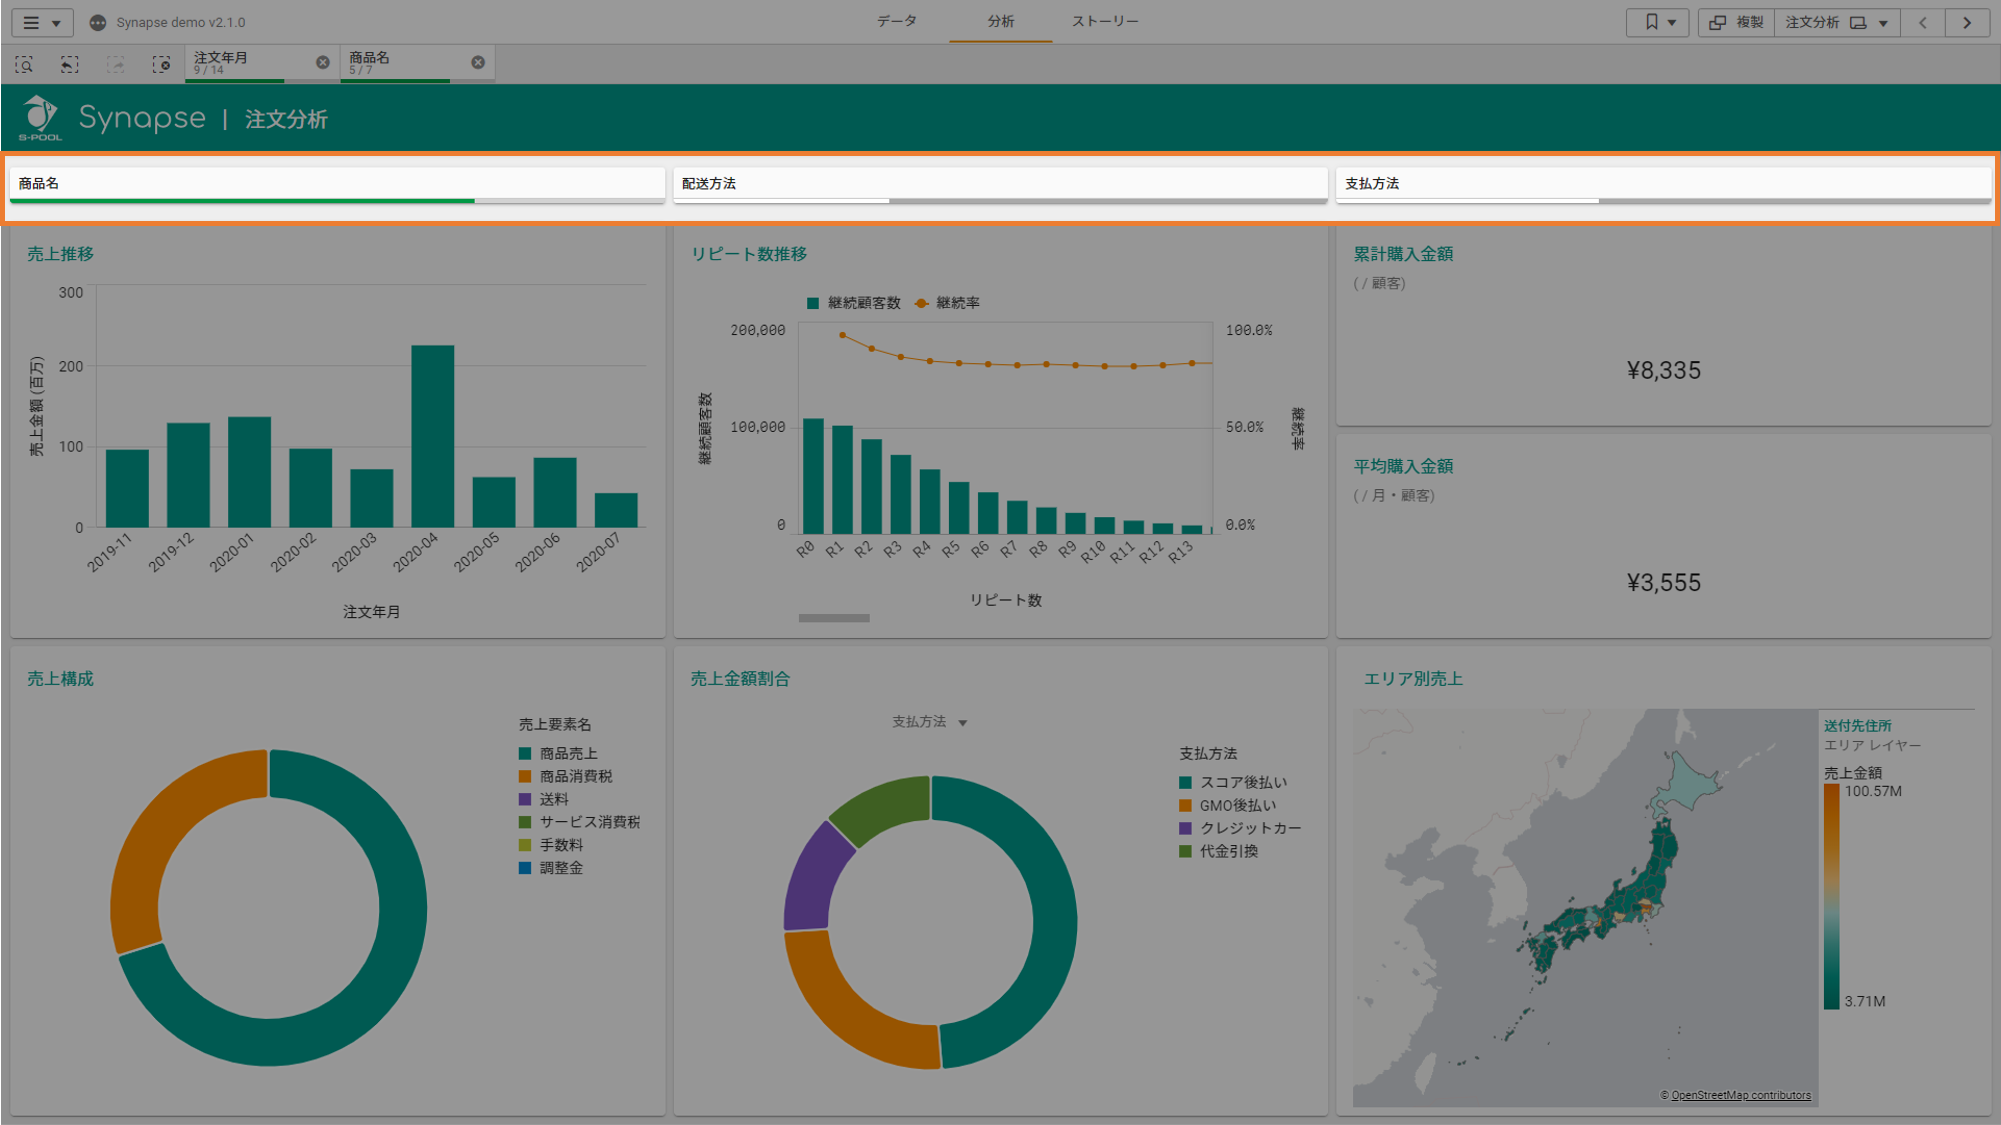 Synapse demo v2.1.0
データ
分析
ストーリー
複製
注文分析
注文年月
9 / 14
商品名
5 / 7
S-POOL
Synapse | 注文分析
商品名
配送方法
支払方法
売上推移
300
200
100
0
売上金額 (百万)
2019-11
2019-12
2020-01
2020-02
2020-03
2020-04
2020-05
2020-06
2020-07
注文年月
リピート数推移
継続顧客数
継続率
200,000
100,000
0
継続顧客数
100.0%
50.0%
0.0%
継続率
R0
R1
R2
R3
R4
R5
R6
R7
R8
R9
R10
R11
R12
R13
リピート数
累計購入金額
( / 顧客)
¥8,335
平均購入金額
( / 月・顧客)
¥3,555
売上構成
売上要素名
商品売上
商品消費税
送料
サービス消費税
手数料
調整金
売上金額割合
支払方法
支払方法
スコア後払い
GMO後払い
クレジットカー
代金引換
エリア別売上
送付先住所
エリア レイヤー
売上金額
100.57M
3.71M
© OpenStreetMap contributors